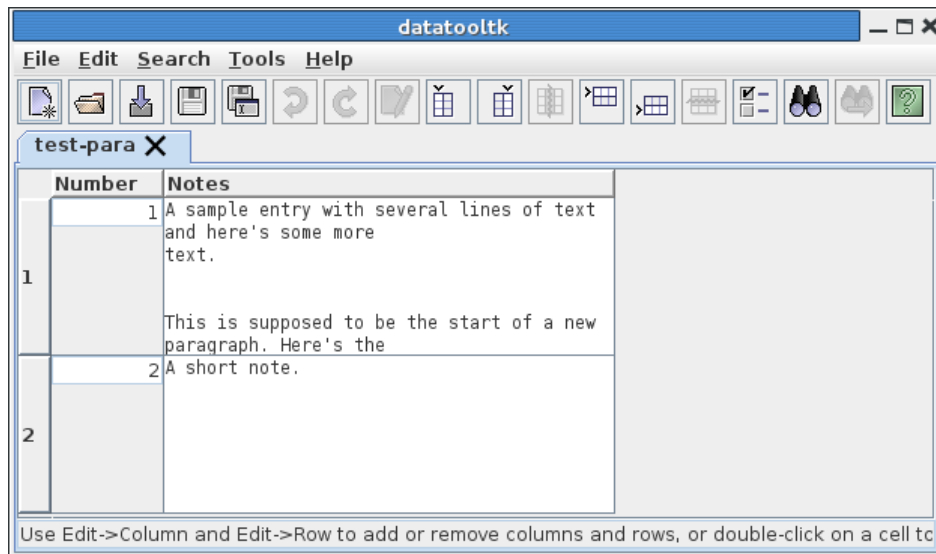 datatooltk
File Edit Search Tools Help
test-para
Number Notes
1
1 A sample entry with several lines of text
and here's some more
text.
This is supposed to be the start of a new
paragraph. Here's the
2
2 A short note.
Use Edit->Column and Edit->Row to add or remove columns and rows, or double-click on a cell to